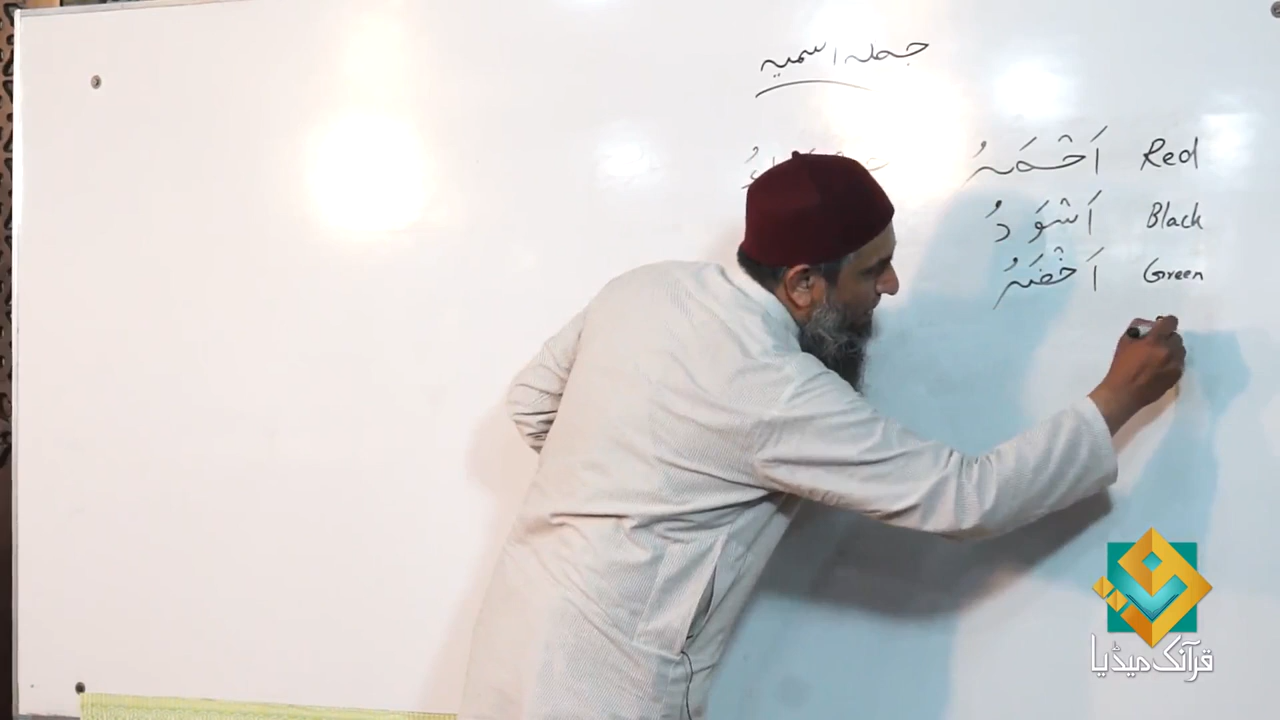 جملہ اسمیہ
Red اَحْمَرُ
Black اَسْوَدُ
Green اَخْضَرُ
قرآنک میڈیا